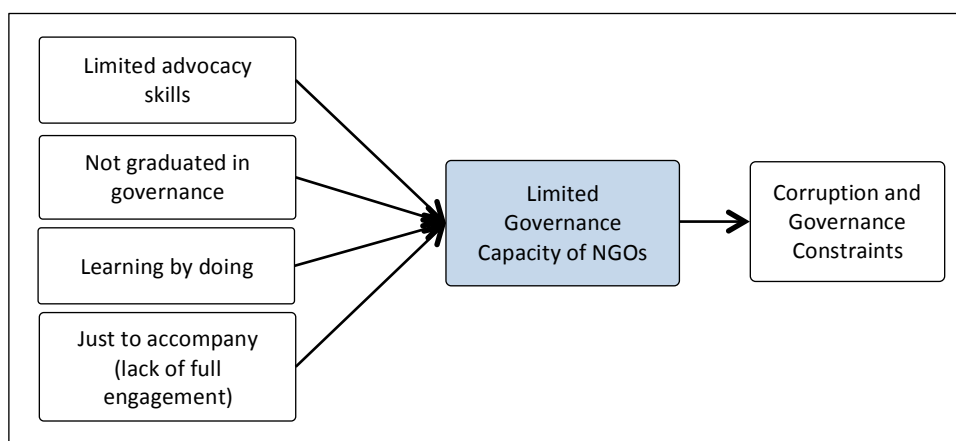 Limited advocacy
skills
Not graduated in
governance
Learning by doing
Just to accompany
(lack of full
engagement)
Limited
Governance
Capacity of NGOs
Corruption and
Governance
Constraints